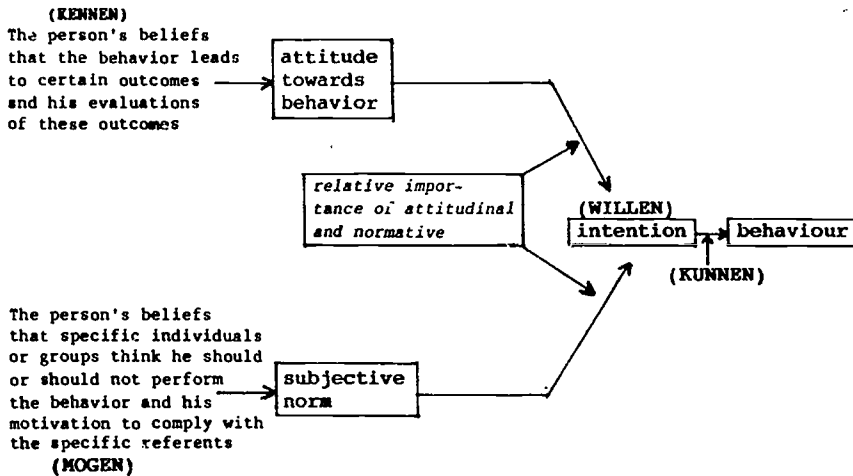 (KENNEN)
The person's beliefs
that the behavior leads
to certain outcomes
and his evaluations
of these outcomes
attitude
towards
behavior
relative impor-
tance of attitudinal
and normative
(WILLEN)
intention
behaviour
(KUNNEN)
The person's beliefs
that specific individuals
or groups think he should
or should not perform
the behavior and his
motivation to comply with
the specific referents
(MOGEN)
subjective
norm